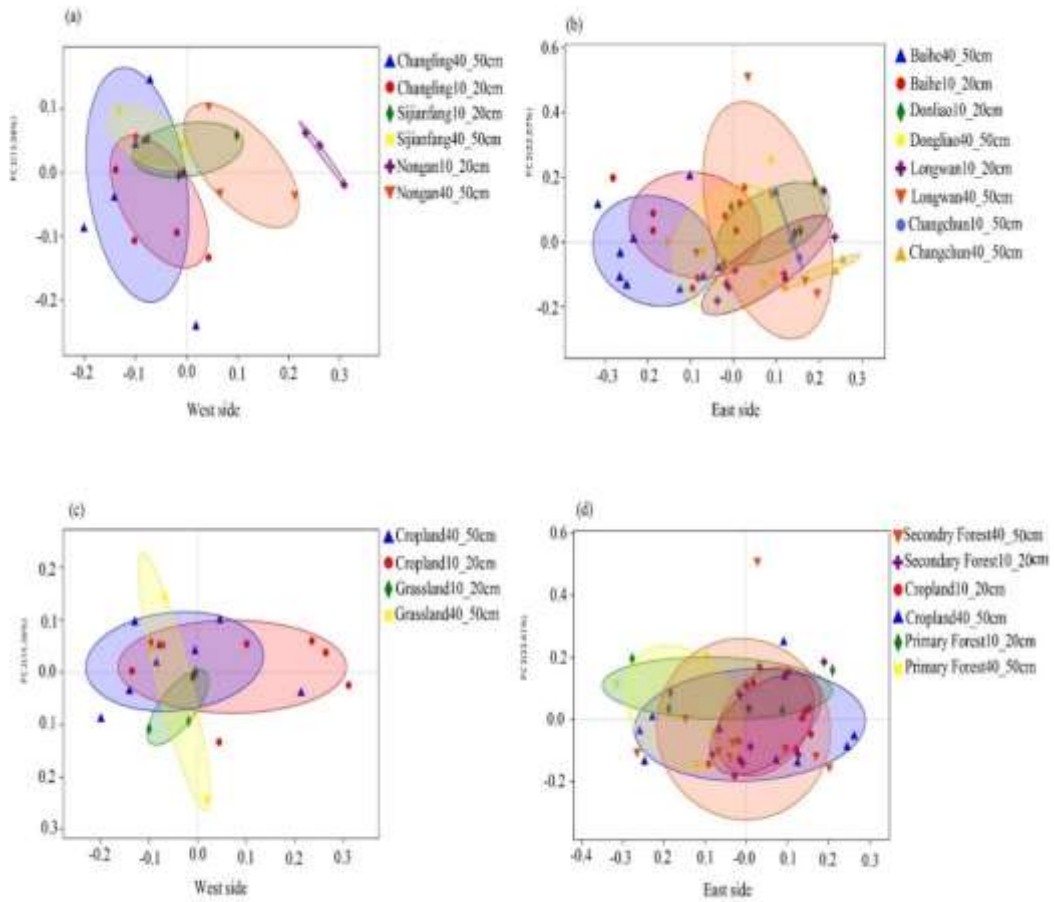 (a)
0.1
0.0
-0.1
-0.2
-0.2
-0.1
0.0
0.1
0.2
0.3
West side
Changling40_50cm
Changling10_20cm
Sijianfang10_20cm
Sijianfang40_50cm
Nongan10_20cm
Nongan40_50cm
(b)
0.6
0.4
0.2
0.0
-0.2
-0.3
0.2
0.1
-0.0
0.1
0.2
0.3
East side
Baihe40_50cm
Baihe10_20cm
Donliao10_20cm
Dongliao40_50cm
Longwan10_20cm
Longwan40_50cm
Changchun10_50cm
Changchun40_50cm
(c)
0.2
0.1
0.0
0.1
0.2
0.3
-0.2
-0.1
0.0
0.1
0.2
0.3
West side
Cropland40_50cm
Cropland10_20cm
Grassland10_20cm
Grassland40_50cm
(d)
0.6
0.4
0.2
0.0
-0.2
-0.4
0.3
0.2
0.1
-0.0
0.1
0.2
0.3
East side
Secondry Forest40_50cm
Secondary Forest10_20cm
Cropland10_20cm
Cropland40_50cm
Primary Forest10_20cm
Primary Forest40_50cm